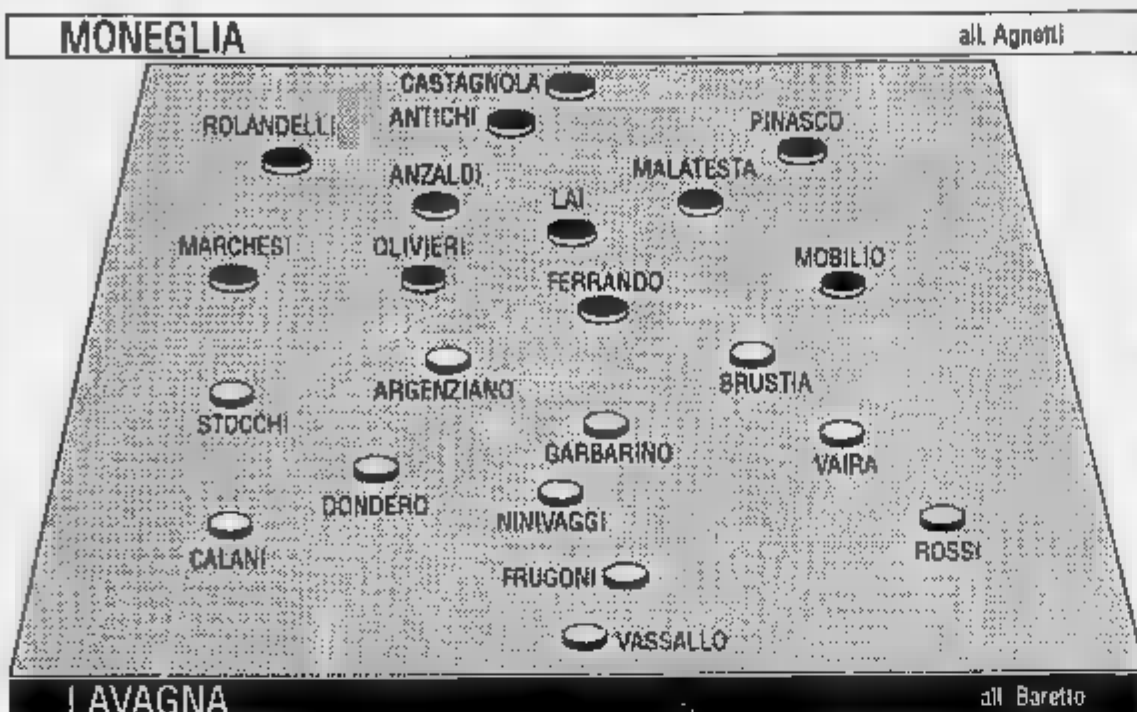 MONEGLIA all. Agnetti
CASTAGNOLA
ANTICHI
ROLANDELLI
PINASCO
ANZALDI
MALATESTA
LAI
MARCHESI
OLIVIERI
MOBILIO
FERRANDO
ARGENZIANO
BRUSTIA
STOCCHI
GARBARINO
VAIRA
DONDERO
NINIVAGGI
CALANI
ROSSI
FRUGONI
VASSALLO
LAVAGNA all. Baretto